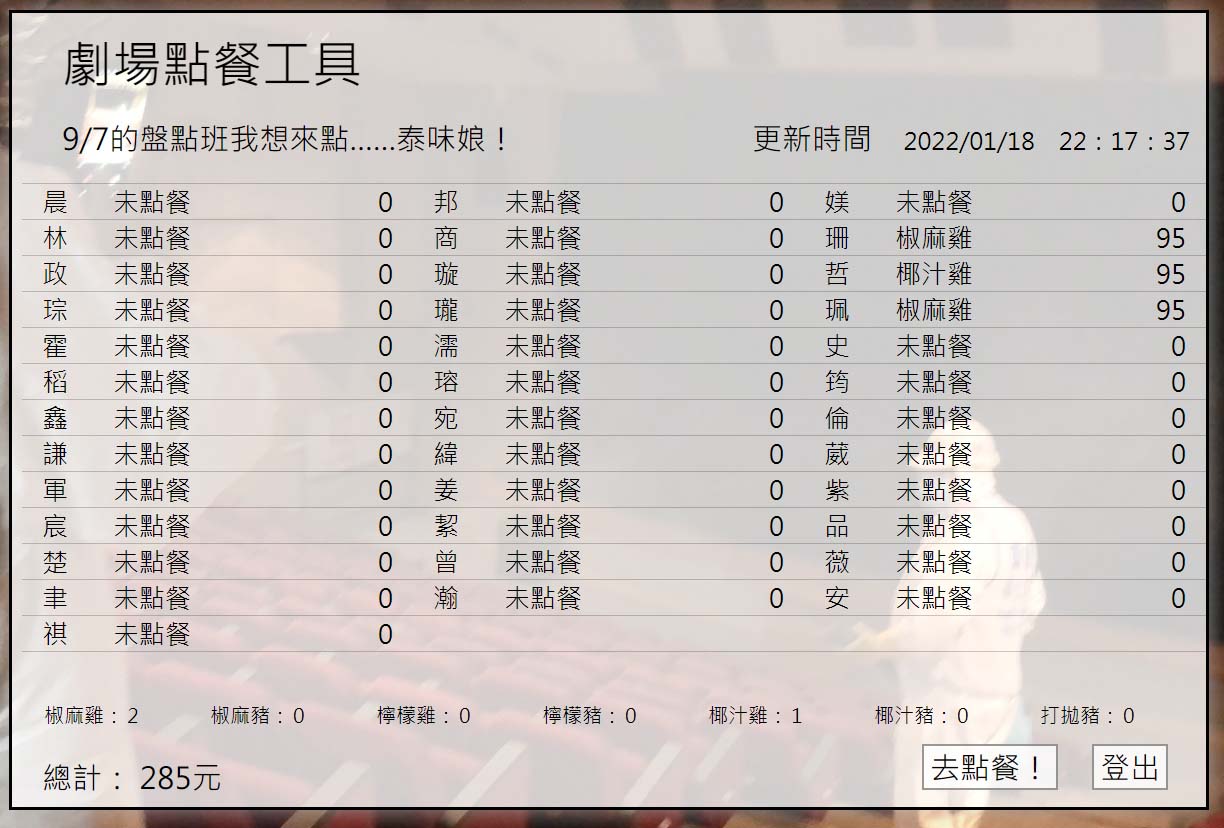 劇場點餐工具
9/7的盤點班我想來點......泰味娘！ 更新時間 2022/01/18 22：17：37
晨 未點餐 0 邦 未點餐 0 媄 未點餐 0
林 未點餐 0 商 未點餐 0 珊 椒麻雞 95
政 未點餐 0 璇 未點餐 0 哲 椰汁雞 95
琮 未點餐 0 瓏 未點餐 0 珮 椒麻雞 95
霍 未點餐 0 濡 未點餐 0 史 未點餐 0
稻 未點餐 0 瑢 未點餐 0 筠 未點餐 0
鑫 未點餐 0 宛 未點餐 0 倫 未點餐 0
謙 未點餐 0 緯 未點餐 0 葳 未點餐 0
軍 未點餐 0 姜 未點餐 0 紫 未點餐 0
宸 未點餐 0 絜 未點餐 0 品 未點餐 0
楚 未點餐 0 曾 未點餐 0 薇 未點餐 0
聿 未點餐 0 瀚 未點餐 0 安 未點餐 0
祺 未點餐 0
椒麻雞：2 椒麻豬：0 檸檬雞：0 檸檬豬：0 椰汁雞：1 椰汁豬：0 打拋豬：0
總計： 285元 去點餐！ 登出